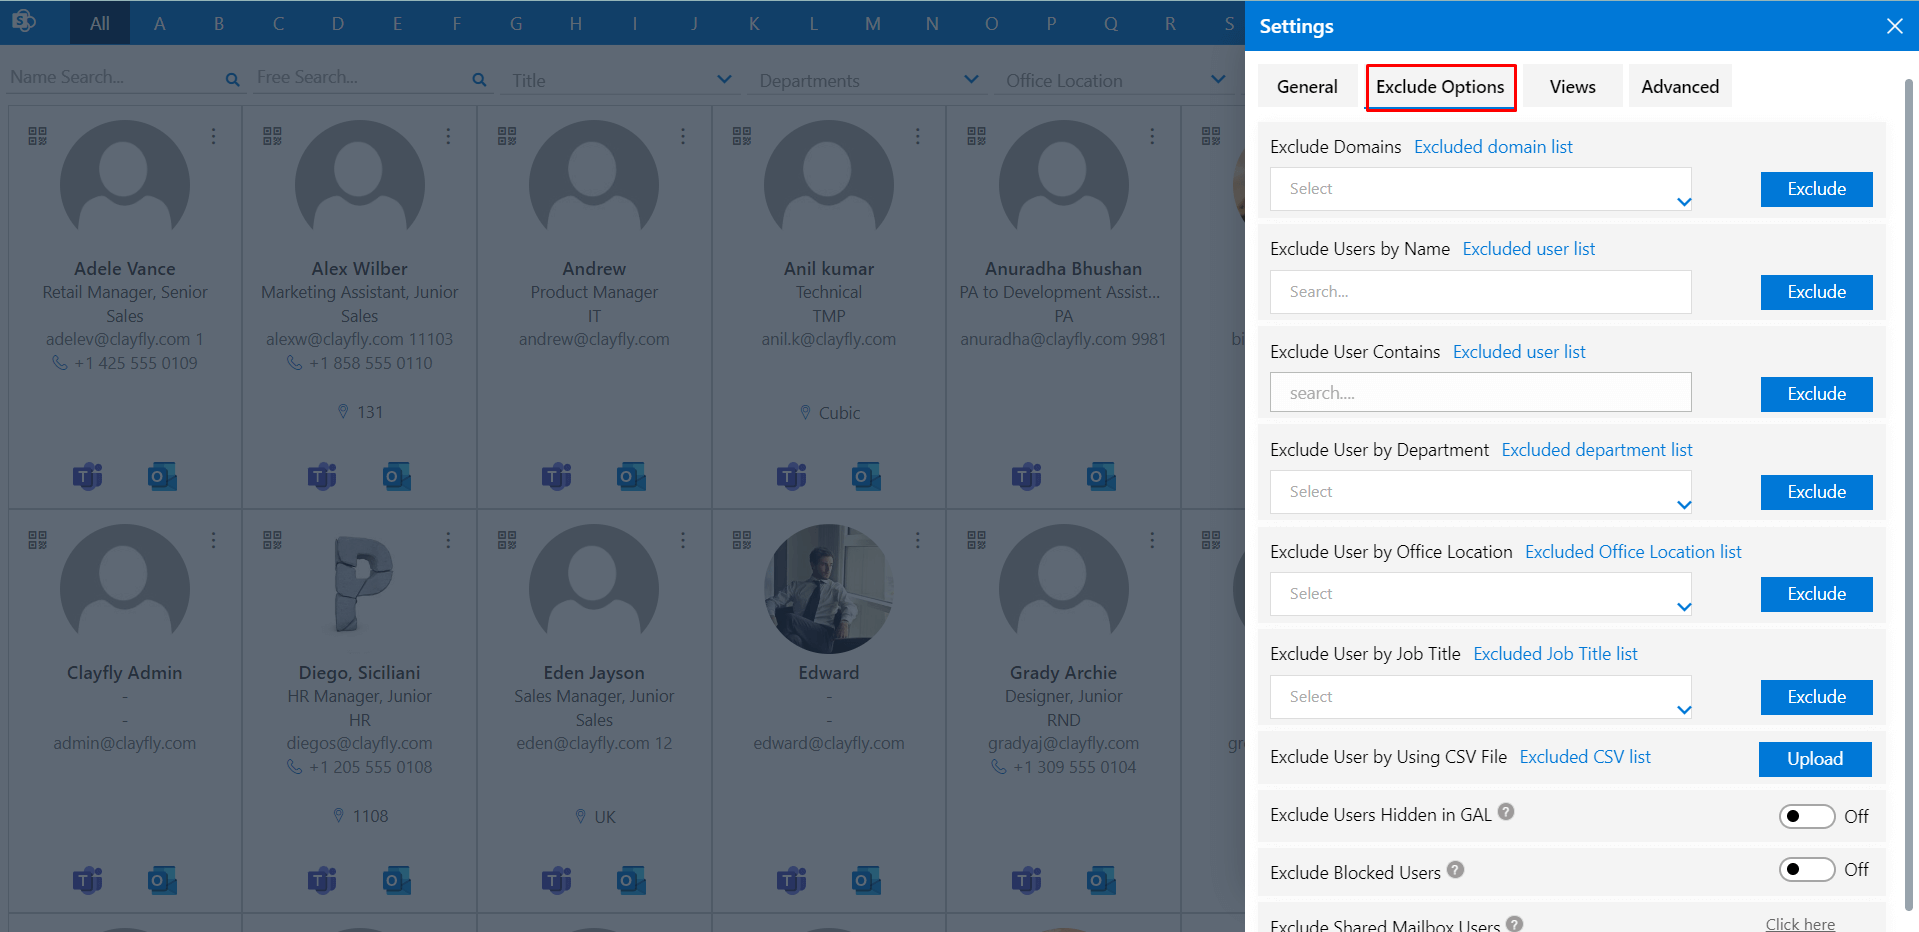 All A B C D E F G H I J K L M N O P Q R S
Name Search... Free Search... Title Departments Office Location
Adele Vance
Retail Manager, Senior
Sales
adelev@clayfly.com 1
+1 425 555 0109
Alex Wilber
Marketing Assistant, Junior
Sales
alexw@clayfly.com 11103
+1 858 555 0110
131
Andrew
Product Manager
IT
andrew@clayfly.com
Anil kumar
Technical
TMP
anil.k@clayfly.com
Cubic
Anuradha Bhushan
PA to Development Assist...
PA
anuradha@clayfly.com 9981
bi
Clayfly Admin
-
-
admin@clayfly.com
Diego, Siciliani
HR Manager, Junior
HR
diegos@clayfly.com
+1 205 555 0108
1108
Eden Jayson
Sales Manager, Junior
Sales
eden@clayfly.com 12
UK
Edward
-
-
edward@clayfly.com
Grady Archie
Designer, Junior
RND
gradyaj@clayfly.com
+1 309 555 0104
gr
Settings
General Exclude Options Views Advanced
Exclude Domains Excluded domain list
Select Exclude
Exclude Users by Name Excluded user list
Search... Exclude
Exclude User Contains Excluded user list
search.... Exclude
Exclude User by Department Excluded department list
Select Exclude
Exclude User by Office Location Excluded Office Location list
Select Exclude
Exclude User by Job Title Excluded Job Title list
Select Exclude
Exclude User by Using CSV File Excluded CSV list Upload
Exclude Users Hidden in GAL ? Off
Exclude Blocked Users ? Off
Exclude Shared Mailbox Users ? Click here